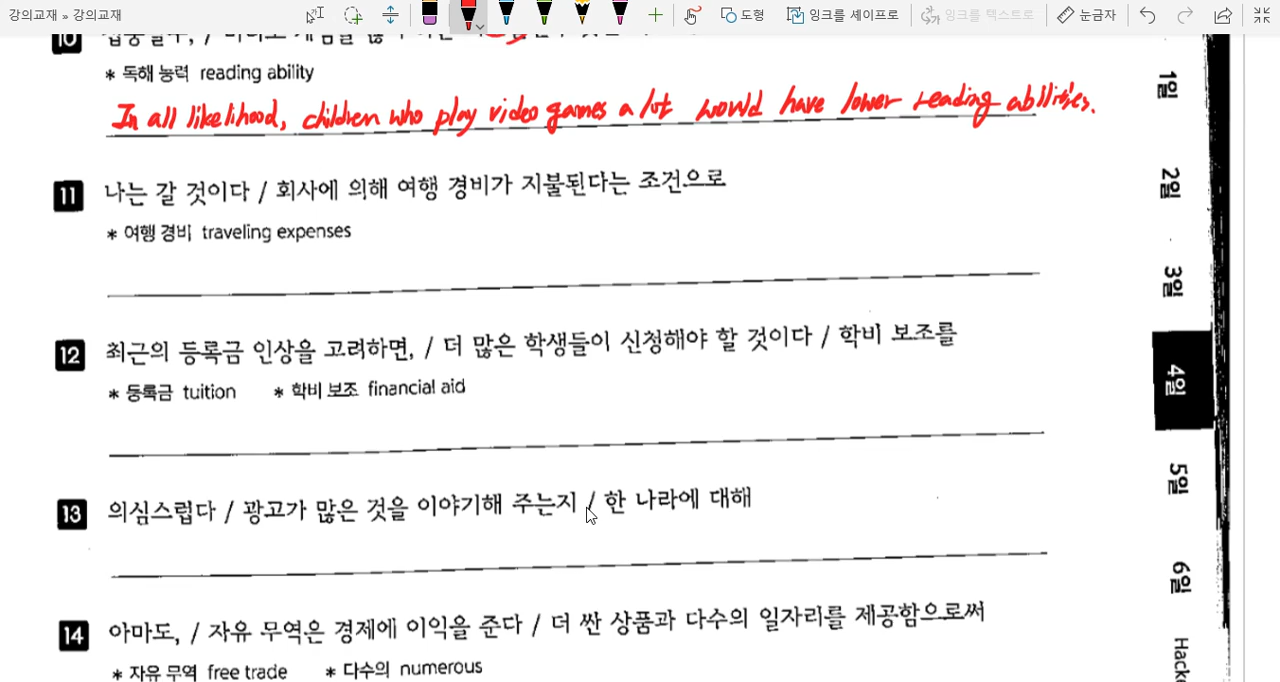 강의교재 » 강의교재 도형 잉크를 셰이프로 잉크를 텍스트로 눈금자
10
* 독해 능력 reading ability
In all likelihood, children who play video games a lot would have lower reading abilities.
11 나는 갈 것이다 / 회사에 의해 여행 경비가 지불된다는 조건으로
* 여행 경비 traveling expenses
12 최근의 등록금 인상을 고려하면, / 더 많은 학생들이 신청해야 할 것이다 / 학비 보조를
* 등록금 tuition * 학비 보조 financial aid
13 의심스럽다 / 광고가 많은 것을 이야기해 주는지 / 한 나라에 대해
14 아마도, / 자유 무역은 경제에 이익을 준다 / 더 싼 상품과 다수의 일자리를 제공함으로써
* 자유 무역 free trade * 다수의 numerous
1일
2일
3일
4일
5일
6일
Hacke